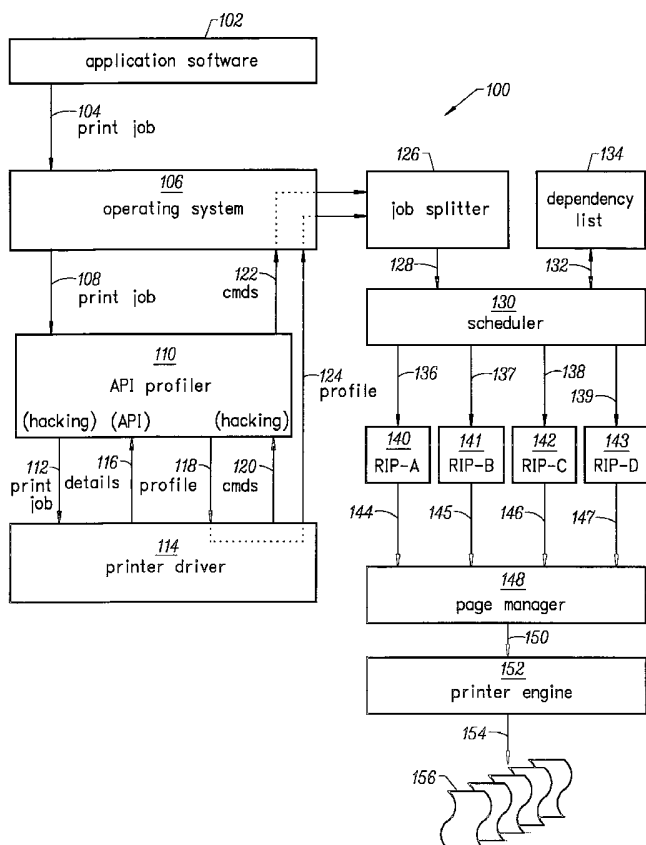 102
application software
104
print job
100
106
operating system
126
job splitter
134
dependency
list
108
print job
122
cmds
128
132
130
scheduler
110
API profiler
(hacking) (API) (hacking)
124
profile
136
137
138
139
140
RIP-A
141
RIP-B
142
RIP-C
143
RIP-D
112
print
job
116
details
118
profile
120
cmds
144
145
146
147
114
printer driver
148
page manager
150
152
printer engine
154
156